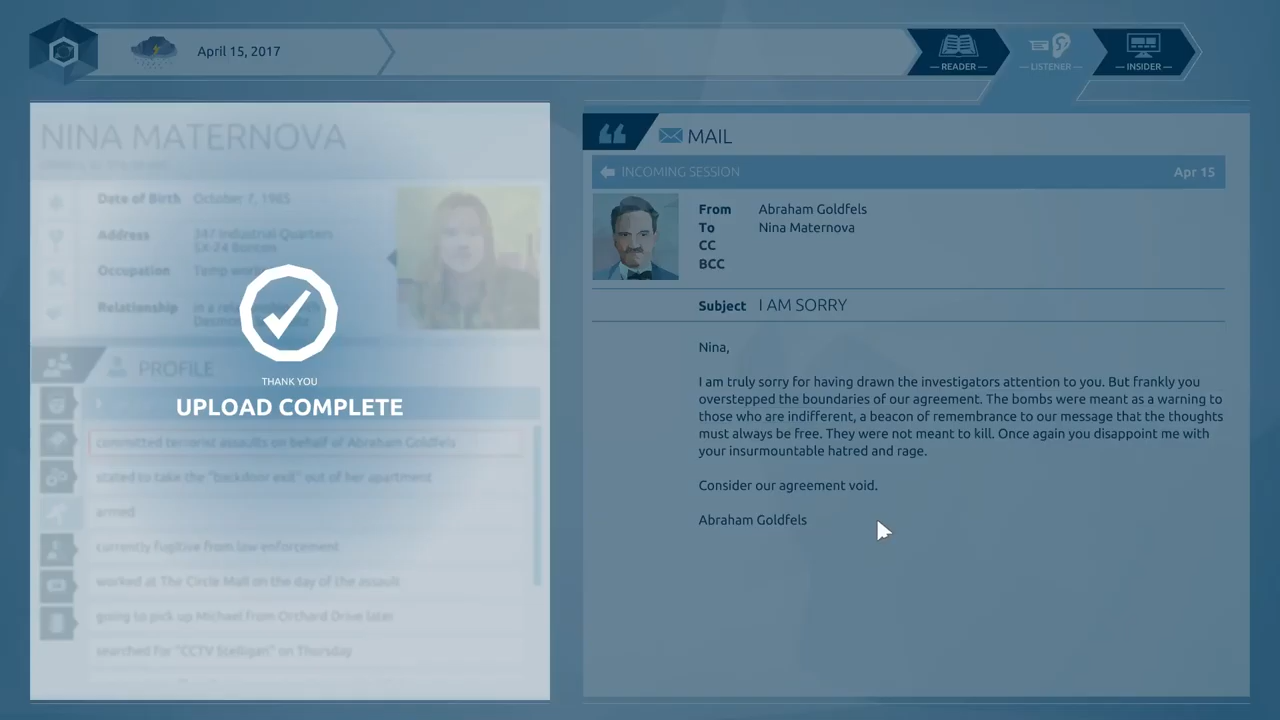 April 15, 2017
— READER —
— LISTENER —
— INSIDER —
NINA MATERNOVA
Date of Birth October 7, 1985
Address 247 Industrial Quarters
Occupation Temp
Relationship in a
PROFILE
THANK YOU
UPLOAD COMPLETE
committed terrorist assaults on behalf of Abraham Goldfels
stated to take the "backdoor exit" out of her apartment
armed
currently fugitive from law enforcement
worked at The Circle Mall on the day of the assault
going to pick up Michael from Orchard Drive later
searched for "CCTV Stelligan" on Thursday
MAIL
INCOMING SESSION Apr 15
From Abraham Goldfels
To Nina Maternova
CC
BCC
Subject I AM SORRY
Nina,
I am truly sorry for having drawn the investigators attention to you. But frankly you
overstepped the boundaries of our agreement. The bombs were meant as a warning to
those who are indifferent, a beacon of remembrance to our message that the thoughts
must always be free. They were not meant to kill. Once again you disappoint me with
your insurmountable hatred and rage.
Consider our agreement void.
Abraham Goldfels